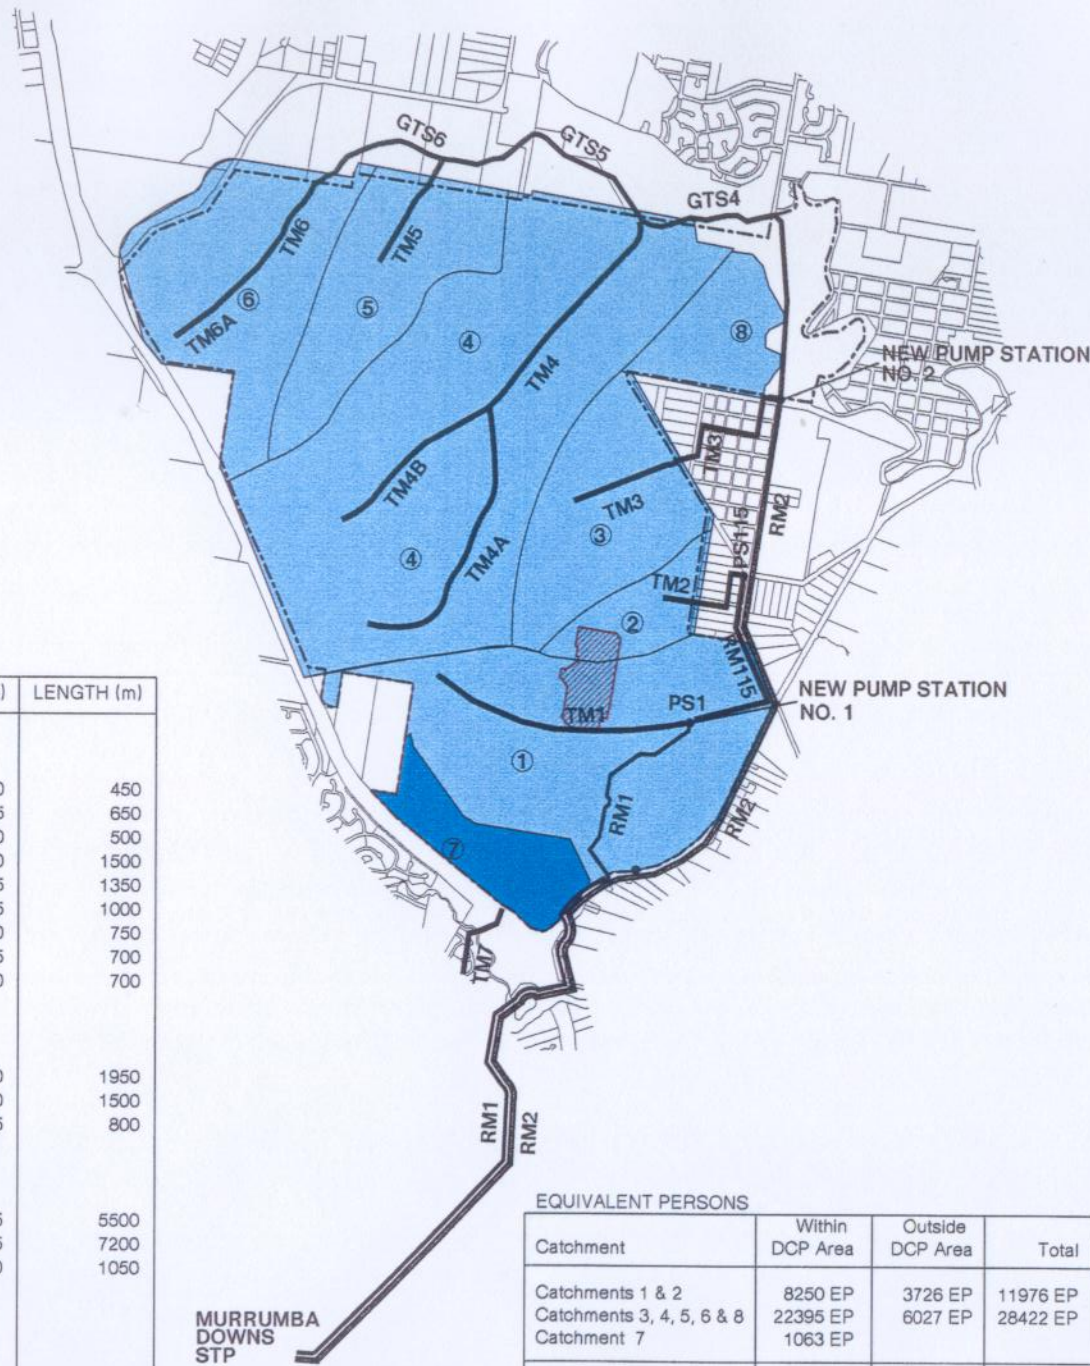 GTS6
GTS5
GTS4
TM6
TM5
TM6A
⑥
⑤
④
⑧
TM4
NEW PUMP STATION
NO. 2
TM3
TM4B
TM3
RM2
③
PS115
④
TM4A
TM2
②
RM115
NEW PUMP STATION
NO. 1
PS1
TM1
①
RM1
RM2
⑦
TM7
RM1
RM2
MURRUMBA
DOWNS
STP
LENGTH (m)
450
650
500
1500
1350
1000
750
700
700
1950
1500
800
5500
7200
1050
EQUIVALENT PERSONS
Catchment Within DCP Area Outside DCP Area Total
Catchments 1 & 2 8250 EP 3726 EP 11976 EP
Catchments 3, 4, 5, 6 & 8 22395 EP 6027 EP 28422 EP
Catchment 7 1063 EP